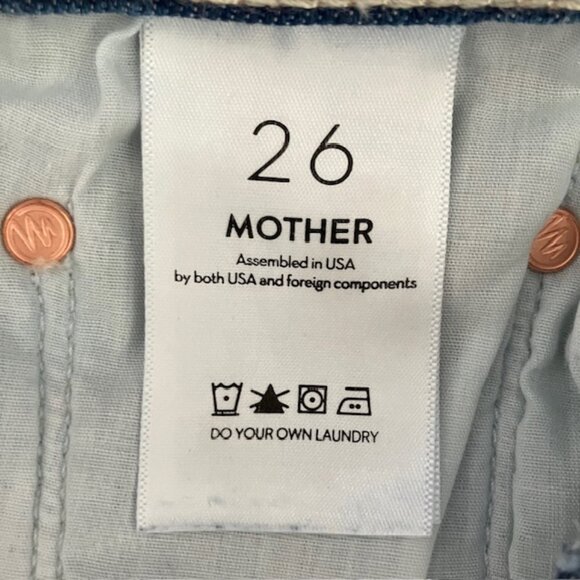 26
MOTHER
Assembled in USA
by both USA and foreign components
DO YOUR OWN LAUNDRY